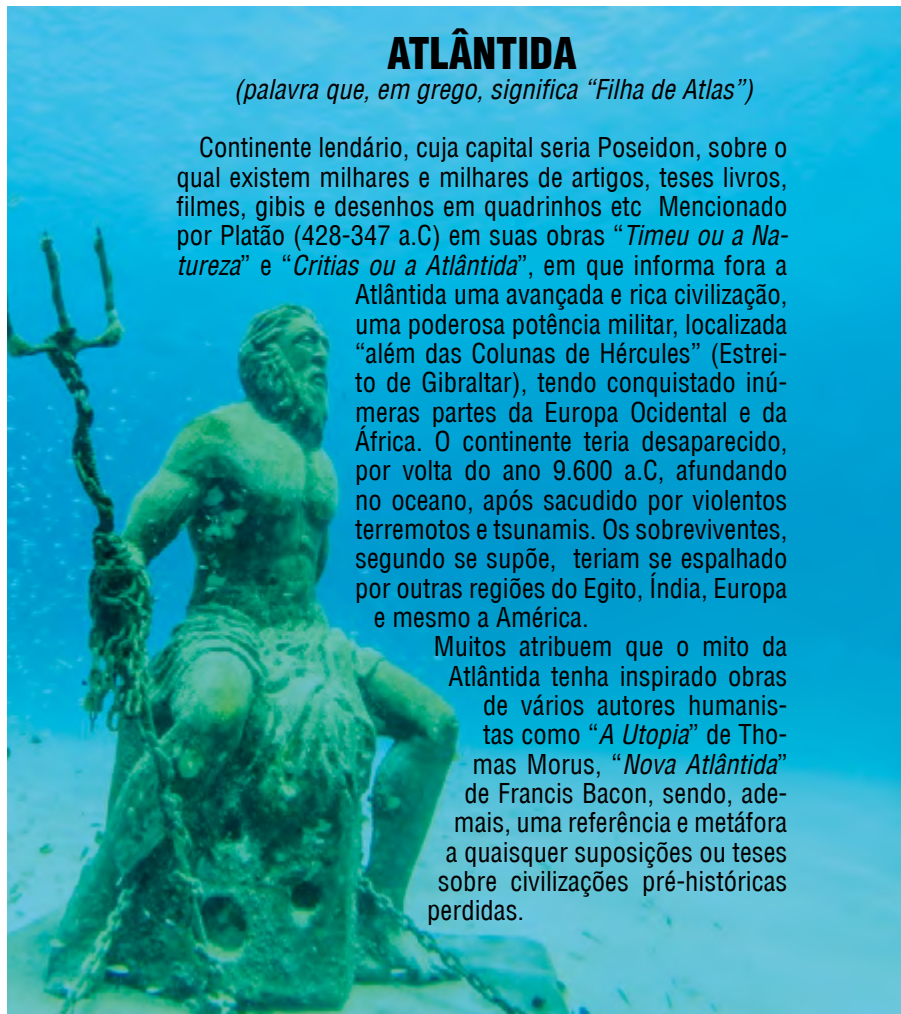 ATLÂNTIDA
(palavra que, em grego, significa “Filha de Atlas”)
Continente lendário, cuja capital seria Poseidon, sobre o
qual existem milhares e milhares de artigos, teses livros,
filmes, gibis e desenhos em quadrinhos etc  Mencionado
por Platão (428-347 a.C) em suas obras “Timeu ou a Na-
tureza” e “Critias ou a Atlântida”, em que informa fora a
Atlântida uma avançada e rica civilização,
uma poderosa potência militar, localizada
“além das Colunas de Hércules” (Estrei-
to de Gibraltar), tendo conquistado inú-
meras partes da Europa Ocidental e da
África. O continente teria desaparecido,
por volta do ano 9.600 a.C, afundando
no oceano, após sacudido por violentos
terremotos e tsunamis. Os sobreviventes,
segundo se supõe,  teriam se espalhado
por outras regiões do Egito, Índia, Europa
e mesmo a América.
Muitos atribuem que o mito da
Atlântida tenha inspirado obras
de vários autores humanis-
tas como “A Utopia” de Tho-
mas Morus, “Nova Atlântida”
de Francis Bacon, sendo, ade-
mais, uma referência e metáfora
a quaisquer suposições ou teses
sobre civilizações pré-históricas
perdidas.